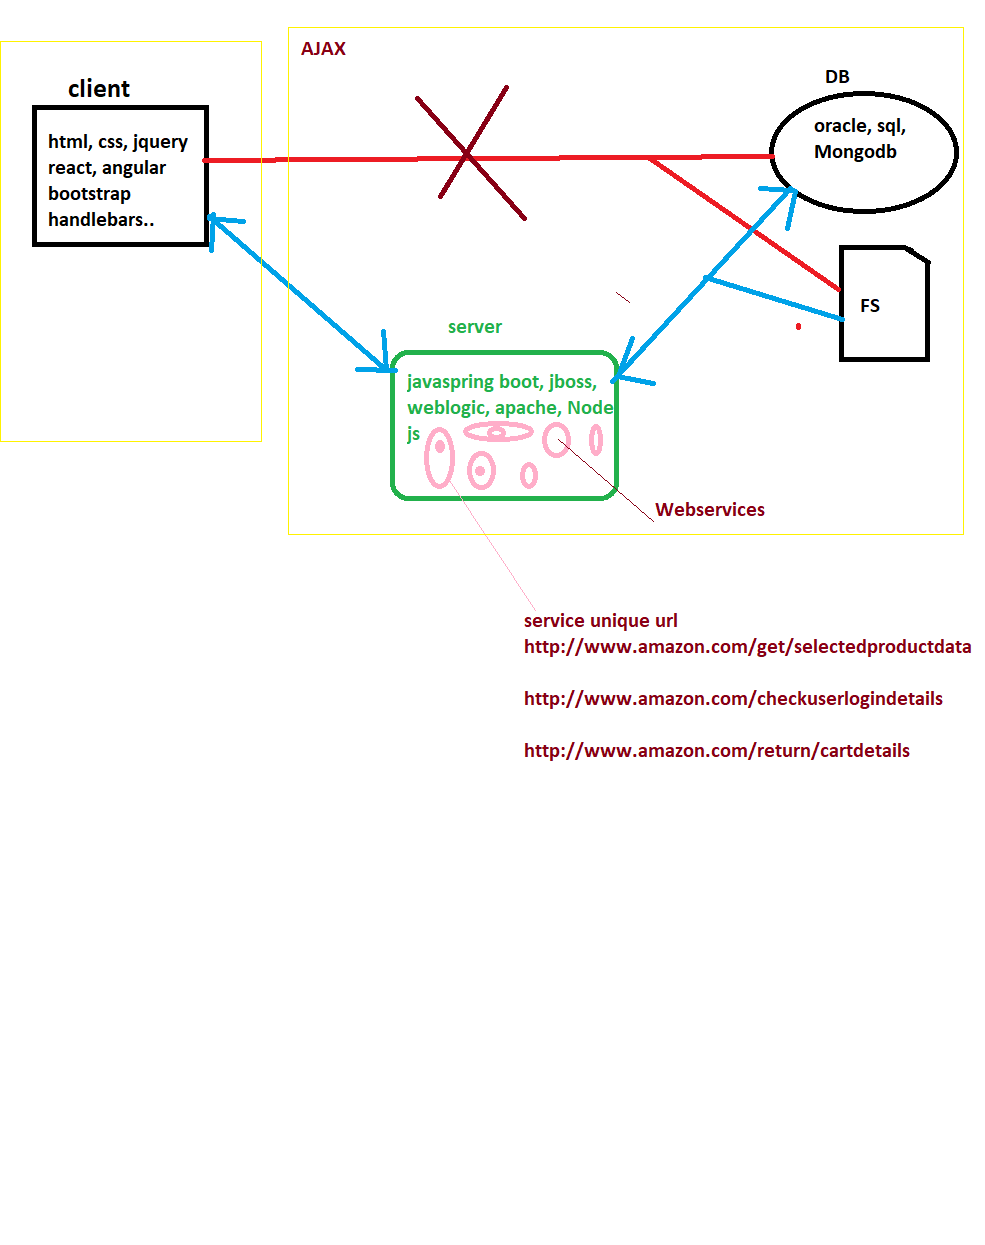 AJAX
client
html, css, jquery
react, angular
bootstrap
handlebars..
DB
oracle, sql,
Mongodb
FS
server
javaspring boot, jboss,
weblogic, apache, Node
js
Webservices
service unique url
http://www.amazon.com/get/selectedproductdata
http://www.amazon.com/checkuserlogindetails
http://www.amazon.com/return/cartdetails